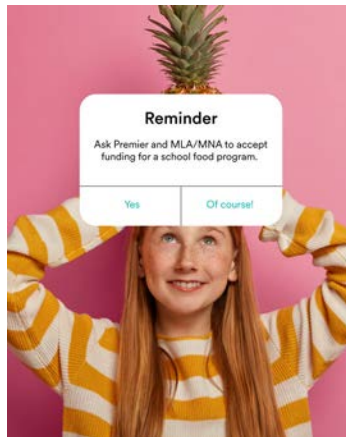 Reminder
Ask Premier and MLA/MNA to accept
funding for a school food program.
Yes
Of course!